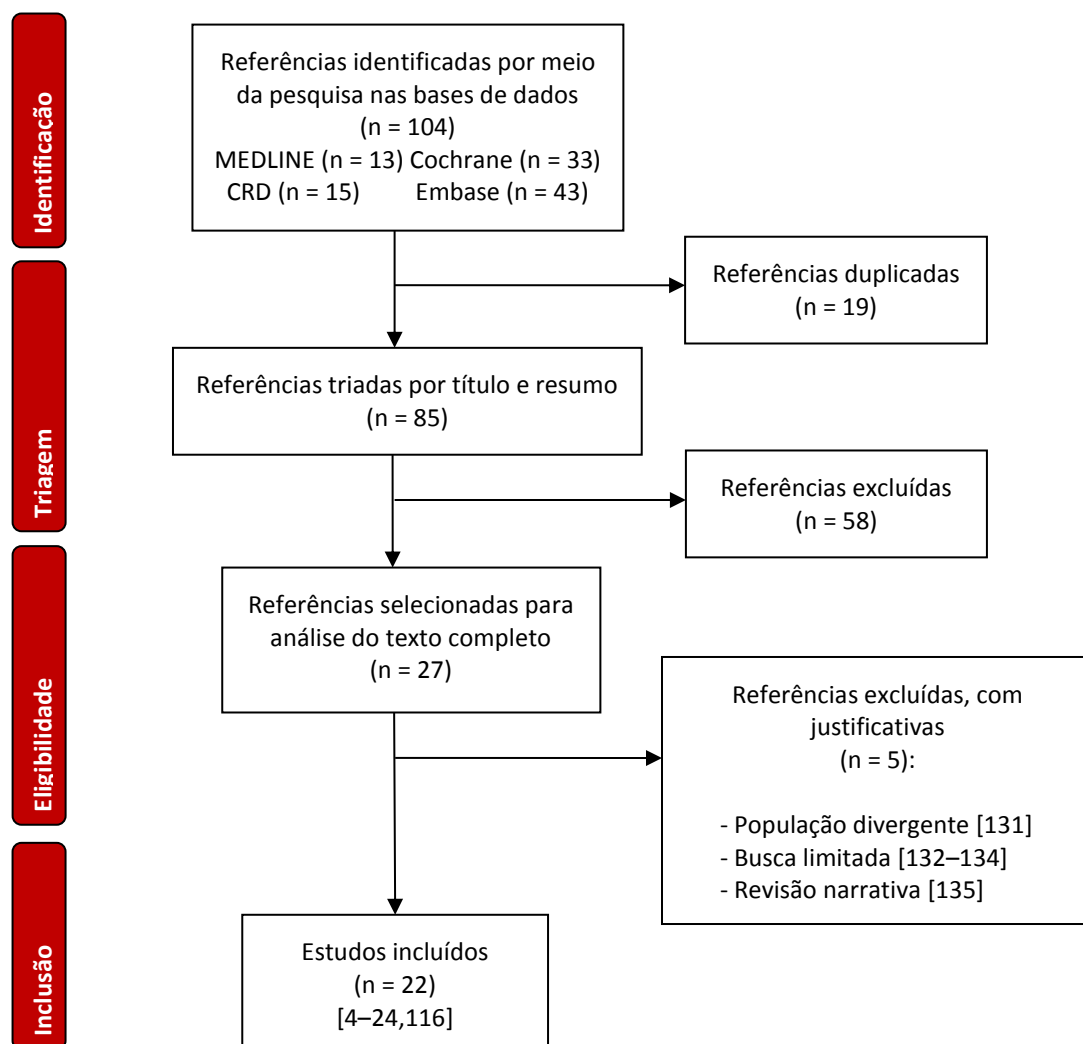 Identificação
Referências identificadas por meio
da pesquisa nas bases de dados
(n = 104)
MEDLINE (n = 13) Cochrane (n = 33)
CRD (n = 15) Embase (n = 43)
Referências duplicadas
(n = 19)
Triagem
Referências triadas por título e resumo
(n = 85)
Referências excluídas
(n = 58)
Eligibilidade
Referências selecionadas para
análise do texto completo
(n = 27)
Referências excluídas, com
justificativas
(n = 5):
- População divergente [131]
- Busca limitada [132–134]
- Revisão narrativa [135]
Inclusão
Estudos incluídos
(n = 22)
[4–24,116]